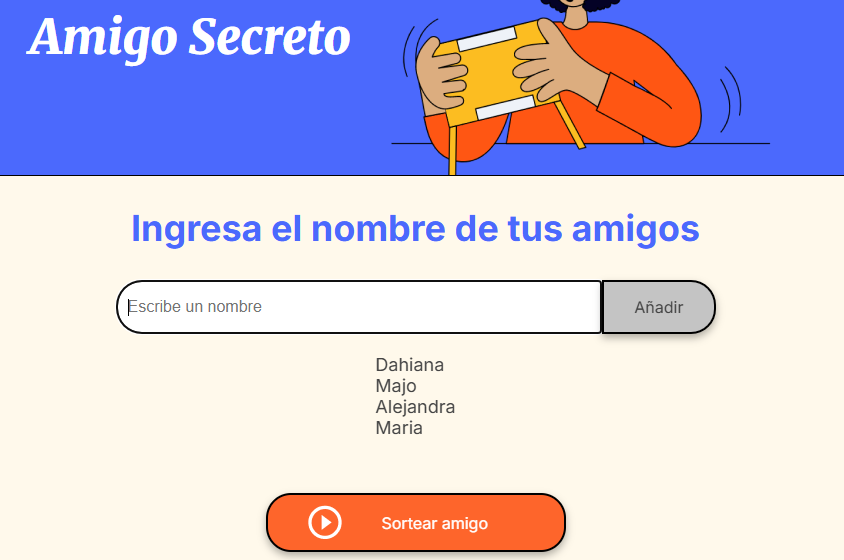 Amigo Secreto
Ingresa el nombre de tus amigos
Escribe un nombre
Añadir
Dahiana
Majo
Alejandra
Maria
Sortear amigo